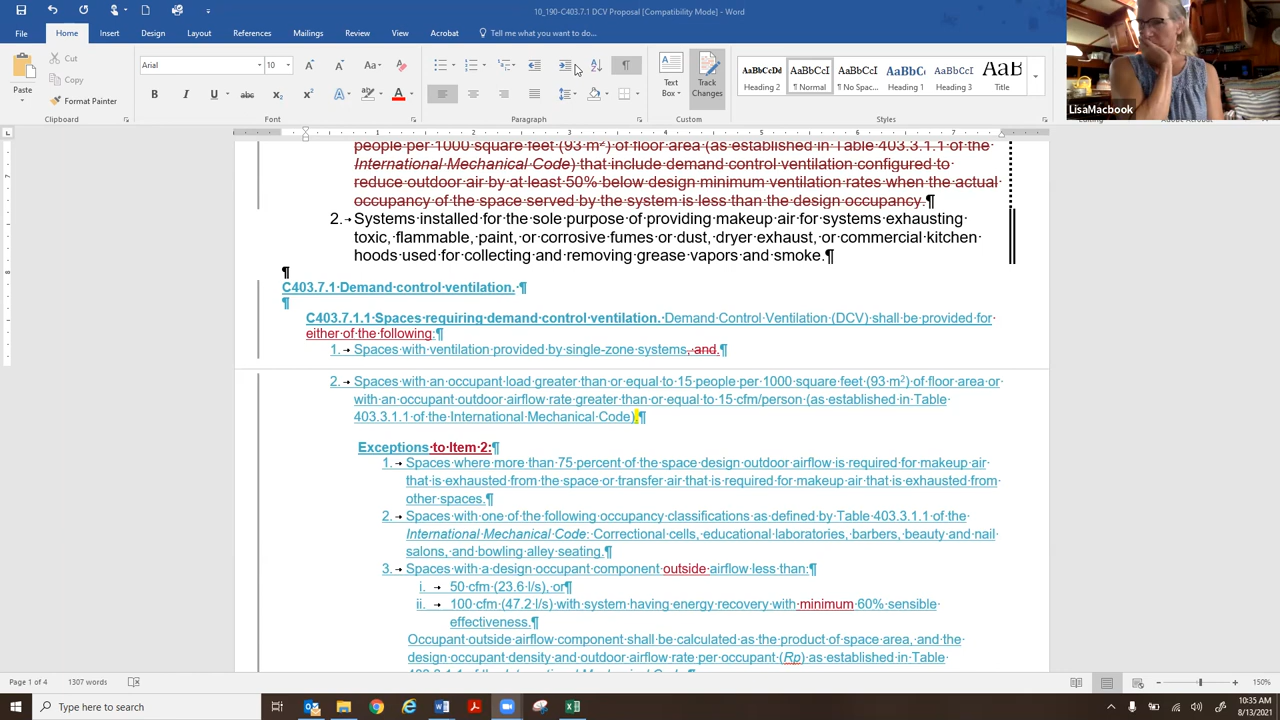 10_190-C403.7.1 DCV Proposal [Compatibility Mode] - Word
File Home Insert Design Layout References Mailings Review View Acrobat Tell me what you want to do...
Cut
Copy
Format Painter
Paste
Clipboard
Arial 10
Font
Paragraph
Text Box
Track Changes
Custom
AaBbCcDd AaBbCcI AaBbCcI AaBbC AaBbCcI AaB
Heading 2 ¶ Normal ¶ No Spac... Heading 1 Heading 3 Title
Styles
LisaMacbook
people per 1000 square feet (93 m2) of floor area (as established in Table 403.3.1.1 of the
International Mechanical Code) that include demand control ventilation configured to
reduce outdoor air by at least 50% below design minimum ventilation rates when the actual
occupancy of the space served by the system is less than the design occupancy.¶
2. Systems installed for the sole purpose of providing makeup air for systems exhausting
toxic, flammable, paint, or corrosive fumes or dust, dryer exhaust, or commercial kitchen
hoods used for collecting and removing grease vapors and smoke.¶
¶
C403.7.1 Demand control ventilation. ¶
¶
C403.7.1.1 Spaces requiring demand control ventilation. Demand Control Ventilation (DCV) shall be provided for
either of the following:¶
1. Spaces with ventilation provided by single-zone systems, and.¶
2. Spaces with an occupant load greater than or equal to 15 people per 1000 square feet (93 m2) of floor area or
with an occupant outdoor airflow rate greater than or equal to 15 cfm/person (as established in Table
403.3.1.1 of the International Mechanical Code).¶
Exceptions to Item 2:¶
1. Spaces where more than 75 percent of the space design outdoor airflow is required for makeup air
that is exhausted from the space or transfer air that is required for makeup air that is exhausted from
other spaces.¶
2. Spaces with one of the following occupancy classifications as defined by Table 403.3.1.1 of the
International Mechanical Code: Correctional cells, educational laboratories, barbers, beauty and nail
salons, and bowling alley seating.¶
3. Spaces with a design occupant component outside airflow less than:¶
i. 50 cfm (23.6 l/s), or¶
ii. 100 cfm (47.2 l/s) with system having energy recovery with minimum 60% sensible
effectiveness.¶
Occupant outside airflow component shall be calculated as the product of space area, and the
design occupant density and outdoor airflow rate per occupant (Rp) as established in Table
Page 1 of 4 1307 words
150%
Type here to search
10:35 AM
8/13/2021